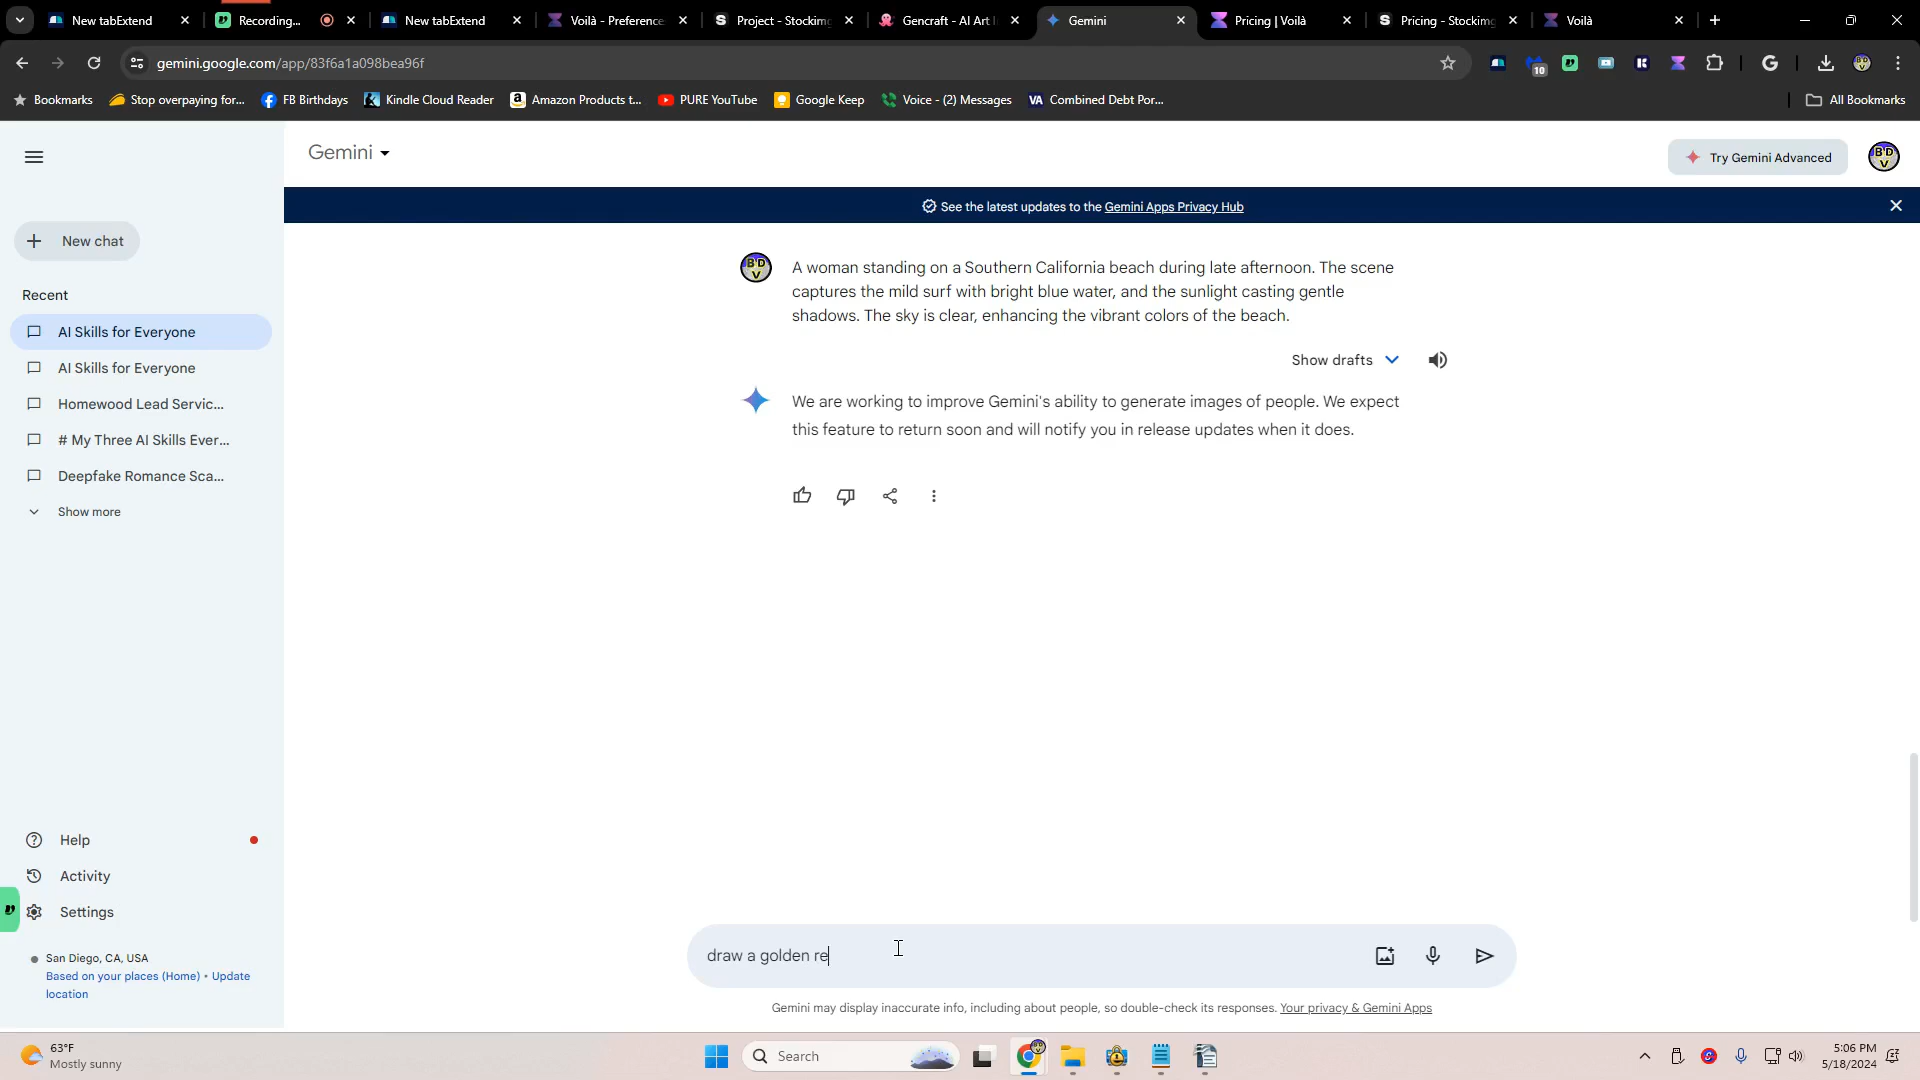 New tabExtend
Recording...
New tabExtend
Voilà - Preference
Project - Stocking
Gencraft - AI Art
Gemini
Pricing | Voilà
Pricing - Stocking
Voilà
gemini.google.com/app/83f6a1a098bea96f
10
Bookmarks
Stop overpaying for...
FB Birthdays
Kindle Cloud Reader
Amazon Products t...
PURE YouTube
Google Keep
Voice - (2) Messages
Combined Debt Por...
All Bookmarks
Gemini
Try Gemini Advanced
See the latest updates to the Gemini Apps Privacy Hub
New chat
Recent
AI Skills for Everyone
AI Skills for Everyone
Homewood Lead Servic...
# My Three AI Skills Ever...
Deepfake Romance Sca...
Show more
A woman standing on a Southern California beach during late afternoon. The scene
captures the mild surf with bright blue water, and the sunlight casting gentle
shadows. The sky is clear, enhancing the vibrant colors of the beach.
Show drafts
We are working to improve Gemini's ability to generate images of people. We expect
this feature to return soon and will notify you in release updates when it does.
Help
Activity
Settings
San Diego, CA, USA
Based on your places (Home) • Update
location
draw a golden re
Gemini may display inaccurate info, including about people, so double-check its responses. Your privacy & Gemini Apps
63°F
Mostly sunny
Search
5:06 PM
5/18/2024